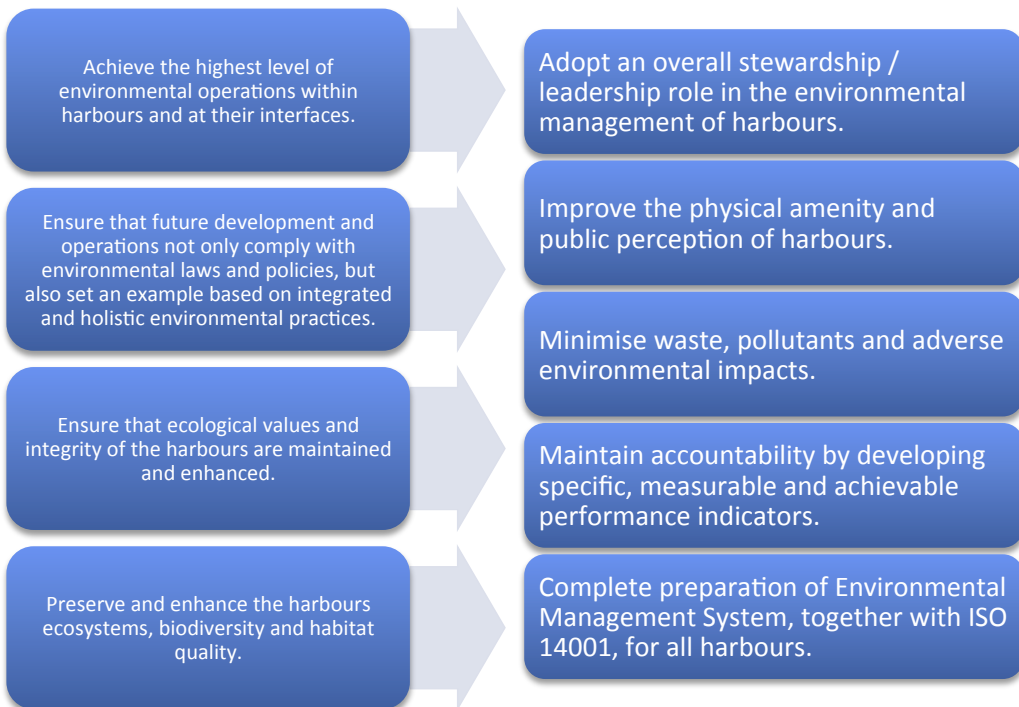 Achieve the highest level of
environmental operations within
harbours and at their interfaces.
Ensure that future development and
operations not only comply with
environmental laws and policies, but
also set an example based on integrated
and holistic environmental practices.
Ensure that ecological values and
integrity of the harbours are maintained
and enhanced.
Preserve and enhance the harbours
ecosystems, biodiversity and habitat
quality.
Adopt an overall stewardship /
leadership role in the environmental
management of harbours.
Improve the physical amenity and
public perception of harbours.
Minimise waste, pollutants and adverse
environmental impacts.
Maintain accountability by developing
specific, measurable and achievable
performance indicators.
Complete preparation of Environmental
Management System, together with ISO
14001, for all harbours.